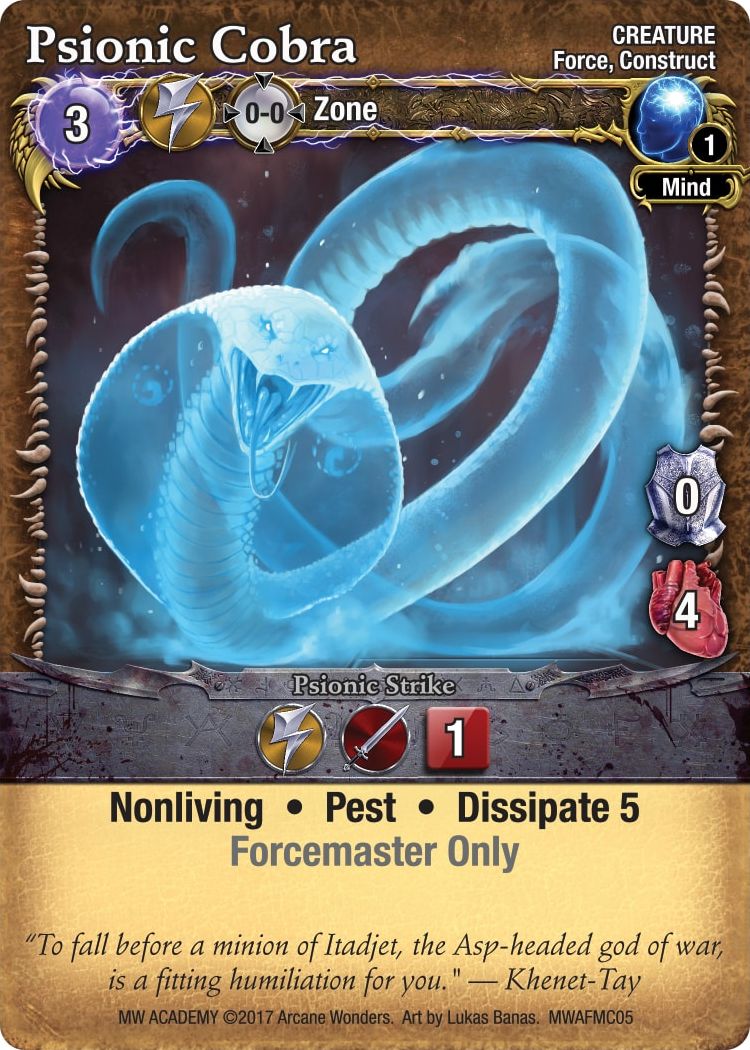 Psionic Cobra
CREATURE
Force, Construct
3
0-0
Zone
1
Mind
0
4
Psionic Strike
1
Nonliving • Pest • Dissipate 5
Forcemaster Only
“To fall before a minion of Itadjet, the Asp-headed god of war,
is a fitting humiliation for you." — Khenet-Tay
MW ACADEMY ©2017 Arcane Wonders. Art by Lukas Banas. MWAFMC05